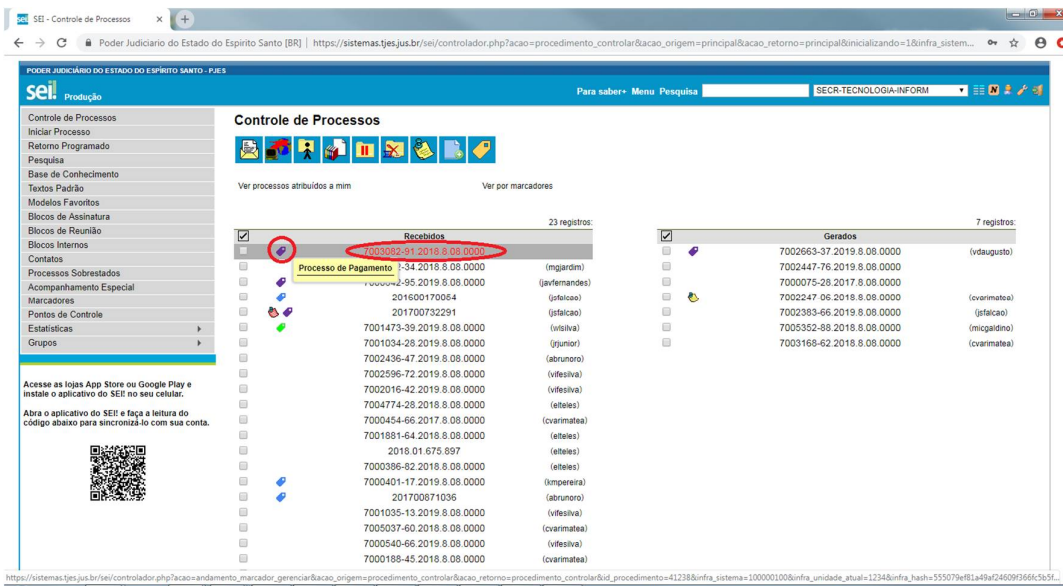 SEI - Controle de Processos
Poder Judiciario do Estado do Espirito Santo [BR] | https://sistemas.tjes.jus.br/sei/controlador.php?acao=procedimento_controlar&acao_origem=principal&acao_retorno=principal&inicializando=1&infra_sistem...
PODER JUDICIÁRIO DO ESTADO DO ESPÍRITO SANTO - PJES
sei! Produção
Para saber+ Menu Pesquisa SECR-TECNOLOGIA-INFORM
Controle de Processos
Iniciar Processo
Retorno Programado
Pesquisa
Base de Conhecimento
Textos Padrão
Modelos Favoritos
Blocos de Assinatura
Blocos de Reunião
Blocos Internos
Contatos
Processos Sobrestados
Acompanhamento Especial
Marcadores
Pontos de Controle
Estatísticas
Grupos
Acesse as lojas App Store ou Google Play e
instale o aplicativo do SEI! no seu celular.
Abra o aplicativo do SEI! e faça a leitura do
código abaixo para sincronizá-lo com sua conta.
Controle de Processos
Ver processos atribuídos a mim Ver por marcadores
23 registros:
Recebidos
7003082-91.2018.8.08.0000
Processo de Pagamento
2-34.2018.8.08.0000 (mgjardim)
2-95.2019.8.08.0000 (javfernandes)
201600170064 (jsfalcao)
201700732291 (jsfalcao)
7001473-39.2019.8.08.0000 (wlsilva)
7001034-28.2019.8.08.0000 (jrjunior)
7002436-47.2019.8.08.0000 (abrunoro)
7002596-72.2019.8.08.0000 (vifesilva)
7002016-42.2019.8.08.0000 (vifesilva)
7004774-28.2018.8.08.0000 (elteles)
7000454-66.2017.8.08.0000 (cvarimatea)
7001881-64.2018.8.08.0000 (elteles)
2018.01.675.897 (elteles)
7000386-82.2018.8.08.0000 (elteles)
7000401-17.2019.8.08.0000 (kmpereira)
201700871036 (abrunoro)
7001035-13.2019.8.08.0000 (vifesilva)
7005037-60.2018.8.08.0000 (cvarimatea)
7000540-66.2019.8.08.0000 (vifesilva)
7000188-45.2018.8.08.0000 (cvarimatea)
7 registros:
Gerados
7002663-37.2019.8.08.0000 (vdaugusto)
7002447-76.2019.8.08.0000
7000075-28.2017.8.08.0000
7002247-06.2018.8.08.0000 (cvarimatea)
7002383-66.2019.8.08.0000 (jsfalcao)
7005352-88.2018.8.08.0000 (micgaldino)
7003168-62.2018.8.08.0000 (cvarimatea)